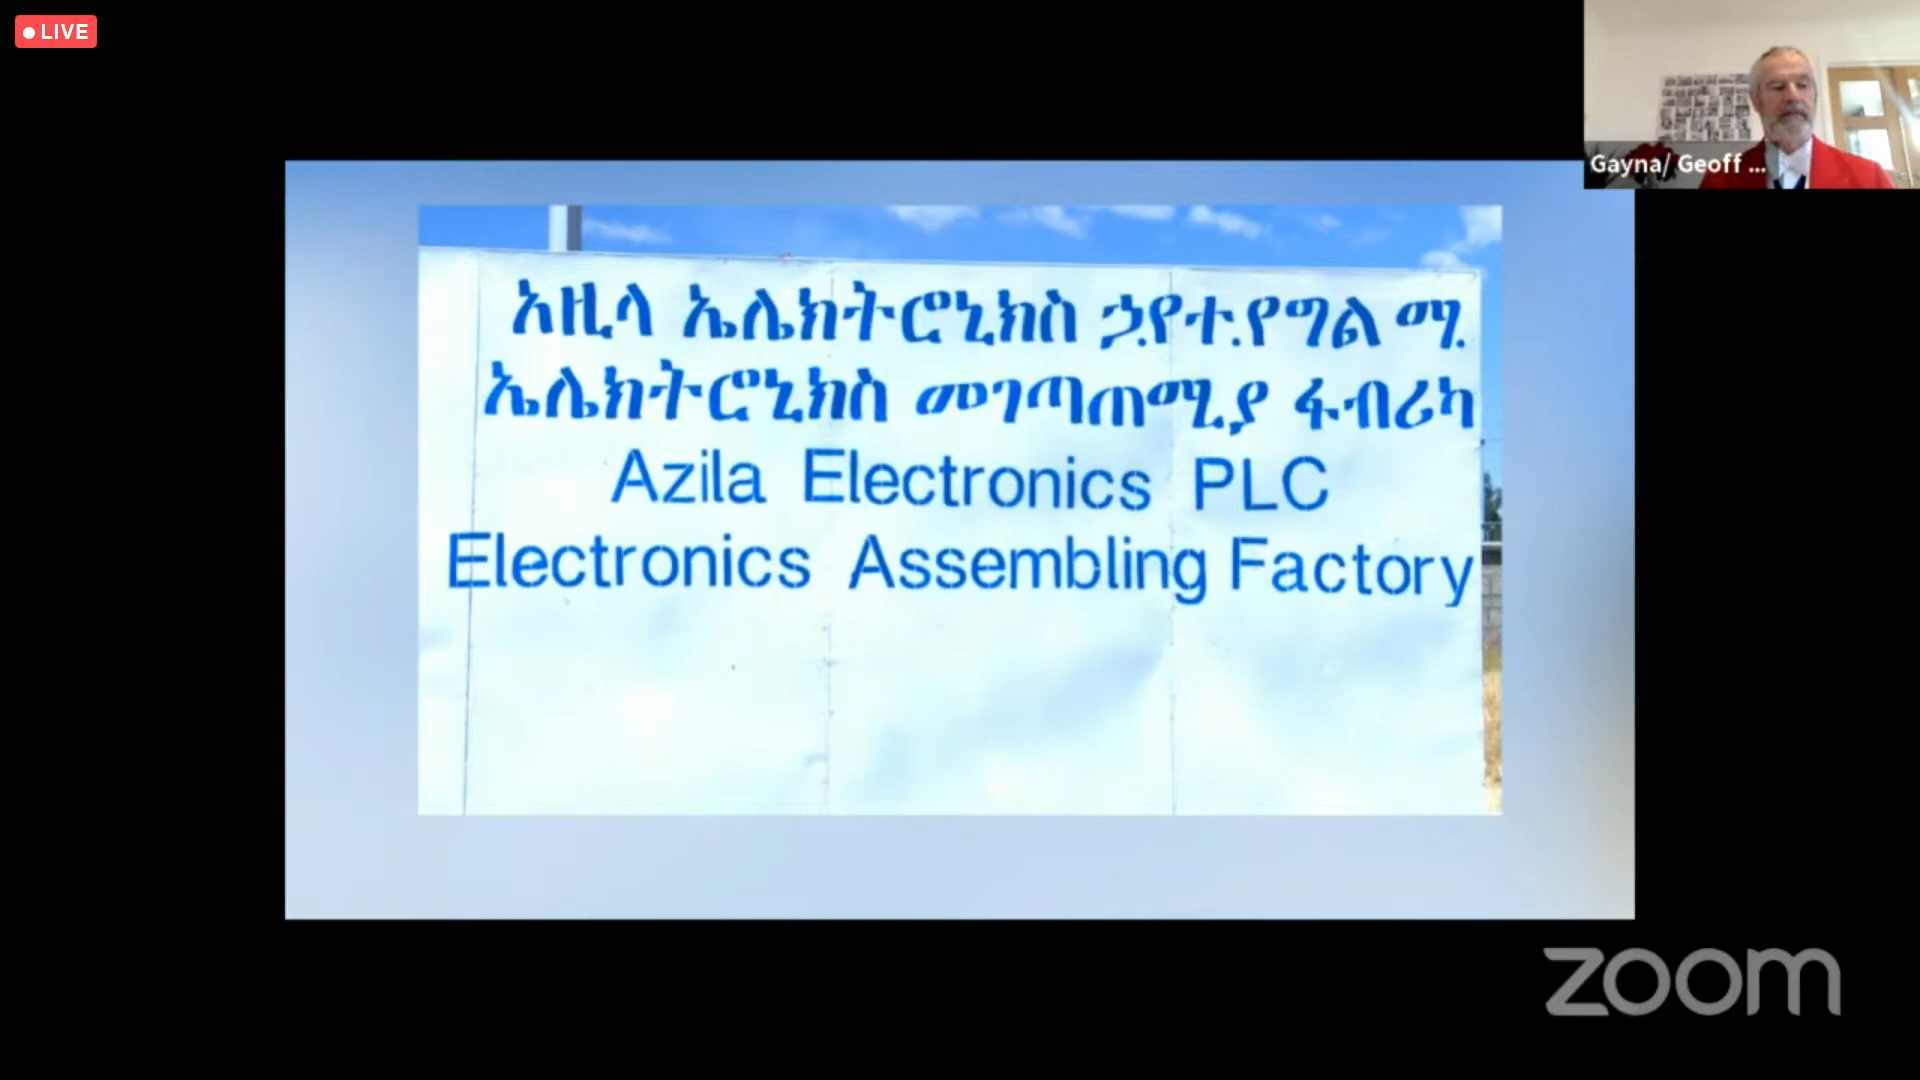 LIVE
Gayna/ Geoff ...
አዚላ ኤሌክትሮኒክስ ኃ.የተ.የግል ማ.
ኤሌክትሮኒክስ መገጣጠሚያ ፋብሪካ
Azila Electronics PLC
Electronics Assembling Factory
zoom